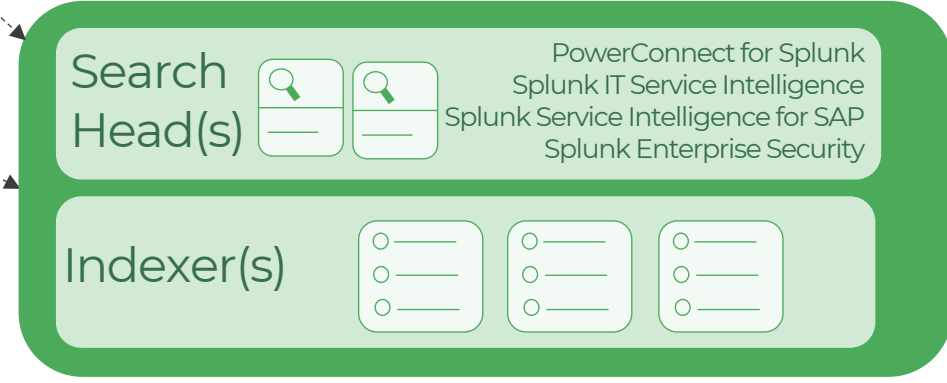 Search
Head(s)
PowerConnect for Splunk
Splunk IT Service Intelligence
Splunk Service Intelligence for SAP
Splunk Enterprise Security
Indexer(s)